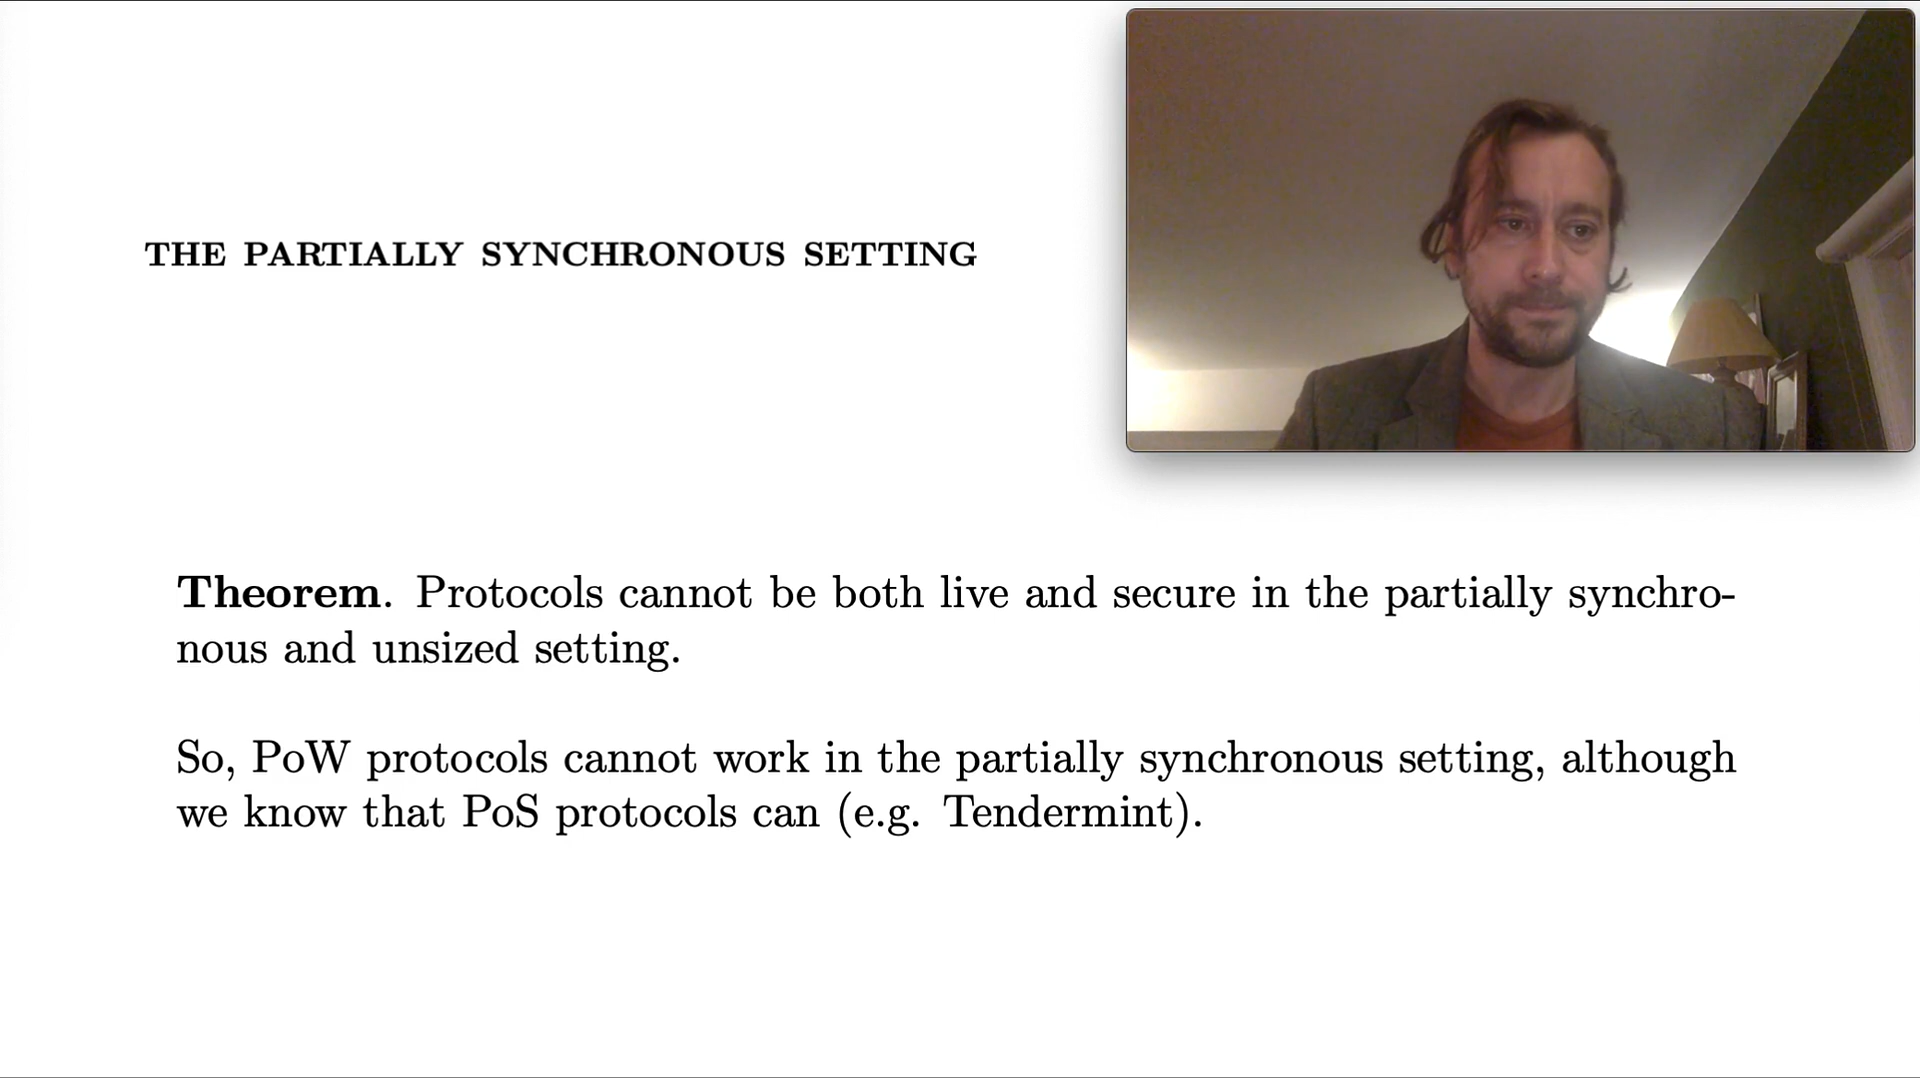 THE PARTIALLY SYNCHRONOUS SETTING
Theorem. Protocols cannot be both live and secure in the partially synchro-
nous and unsized setting.
So, PoW protocols cannot work in the partially synchronous setting, although
we know that PoS protocols can (e.g. Tendermint).